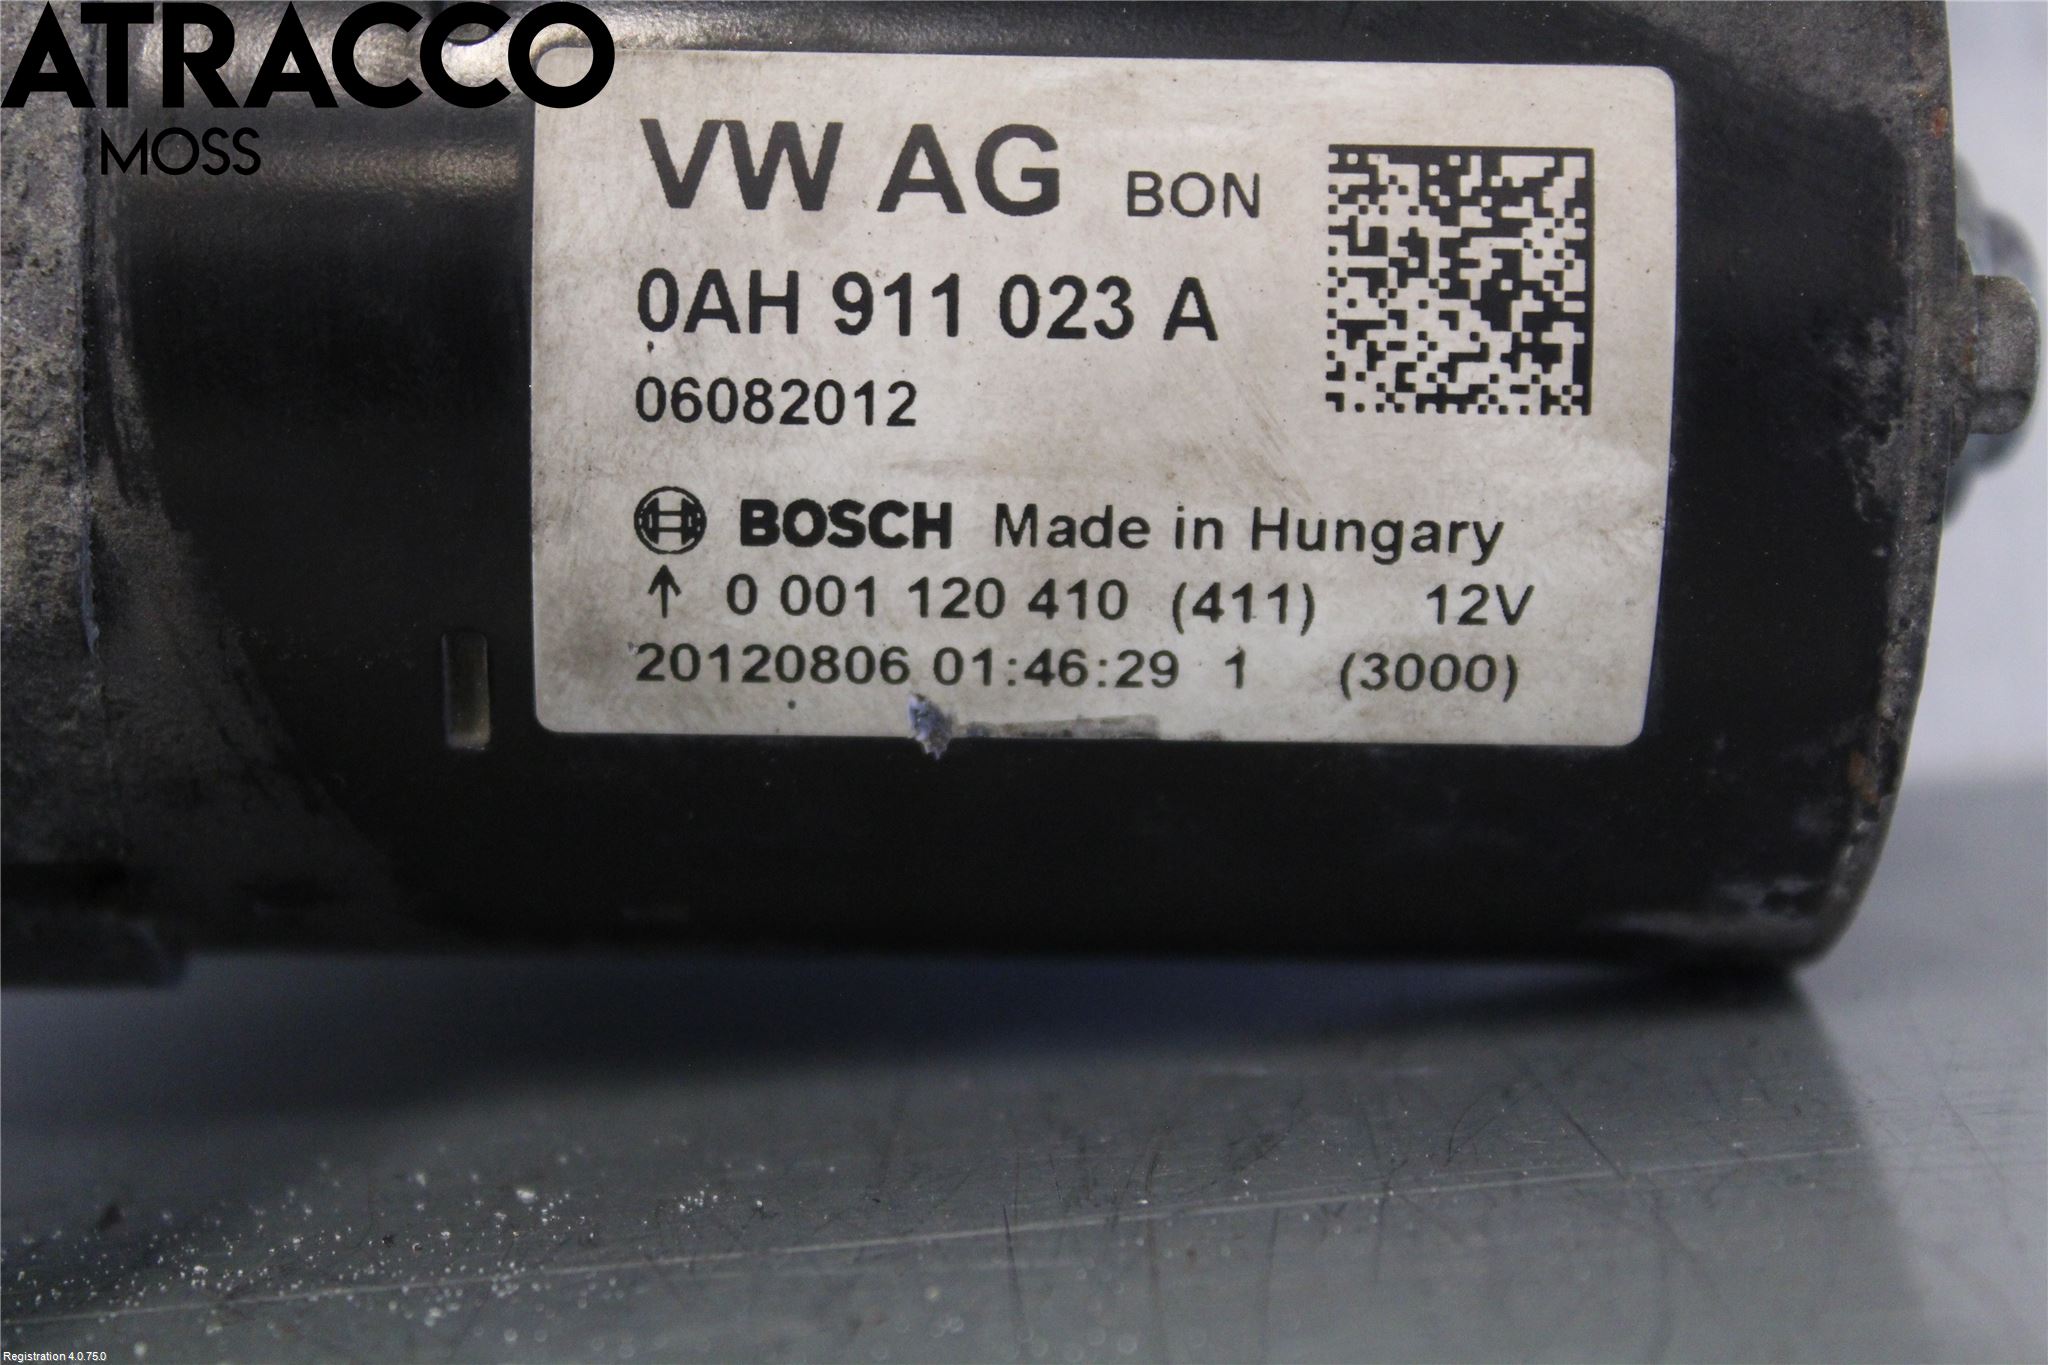 ATRACCO
MOSS
VW AG BON
0AH 911 023 A
06082012
BOSCH Made in Hungary
↑ 0 001 120 410 (411) 12V
20120806 01:46:29 1 (3000)
Registration 4.0.75.0